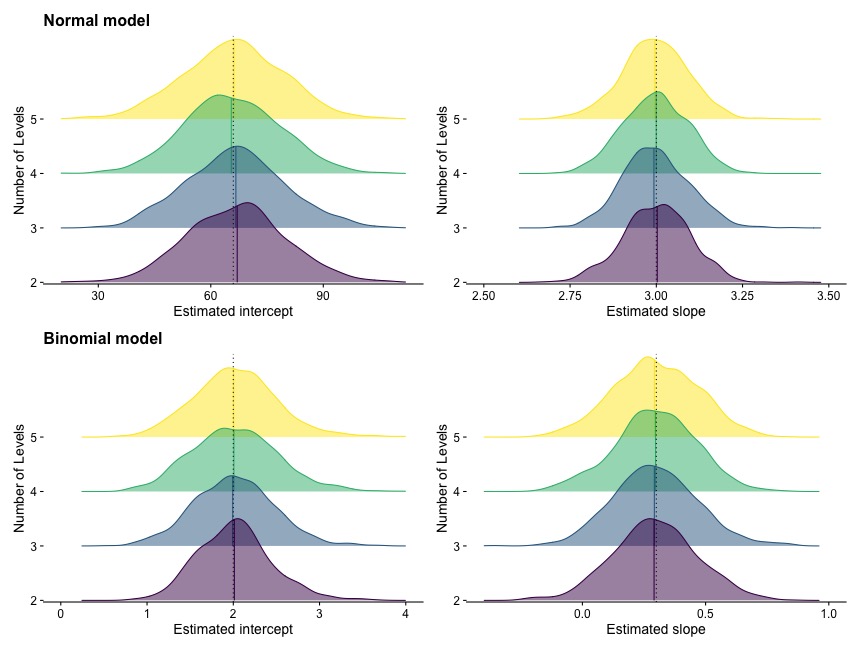 Normal model
Number of Levels
5
4
3
2
30 60 90
Estimated intercept
Number of Levels
5
4
3
2
2.50 2.75 3.00 3.25 3.50
Estimated slope
Binomial model
Number of Levels
5
4
3
2
0 1 2 3 4
Estimated intercept
Number of Levels
5
4
3
2
0.0 0.5 1.0
Estimated slope